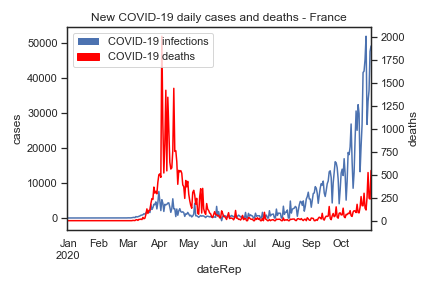 New COVID-19 daily cases and deaths - France
COVID-19 infections
COVID-19 deaths
50000
40000
30000
20000
10000
0
cases
2000
1750
1500
1250
1000
750
500
250
0
deaths
Jan Feb Mar Apr May Jun Jul Aug Sep Oct
2020
dateRep